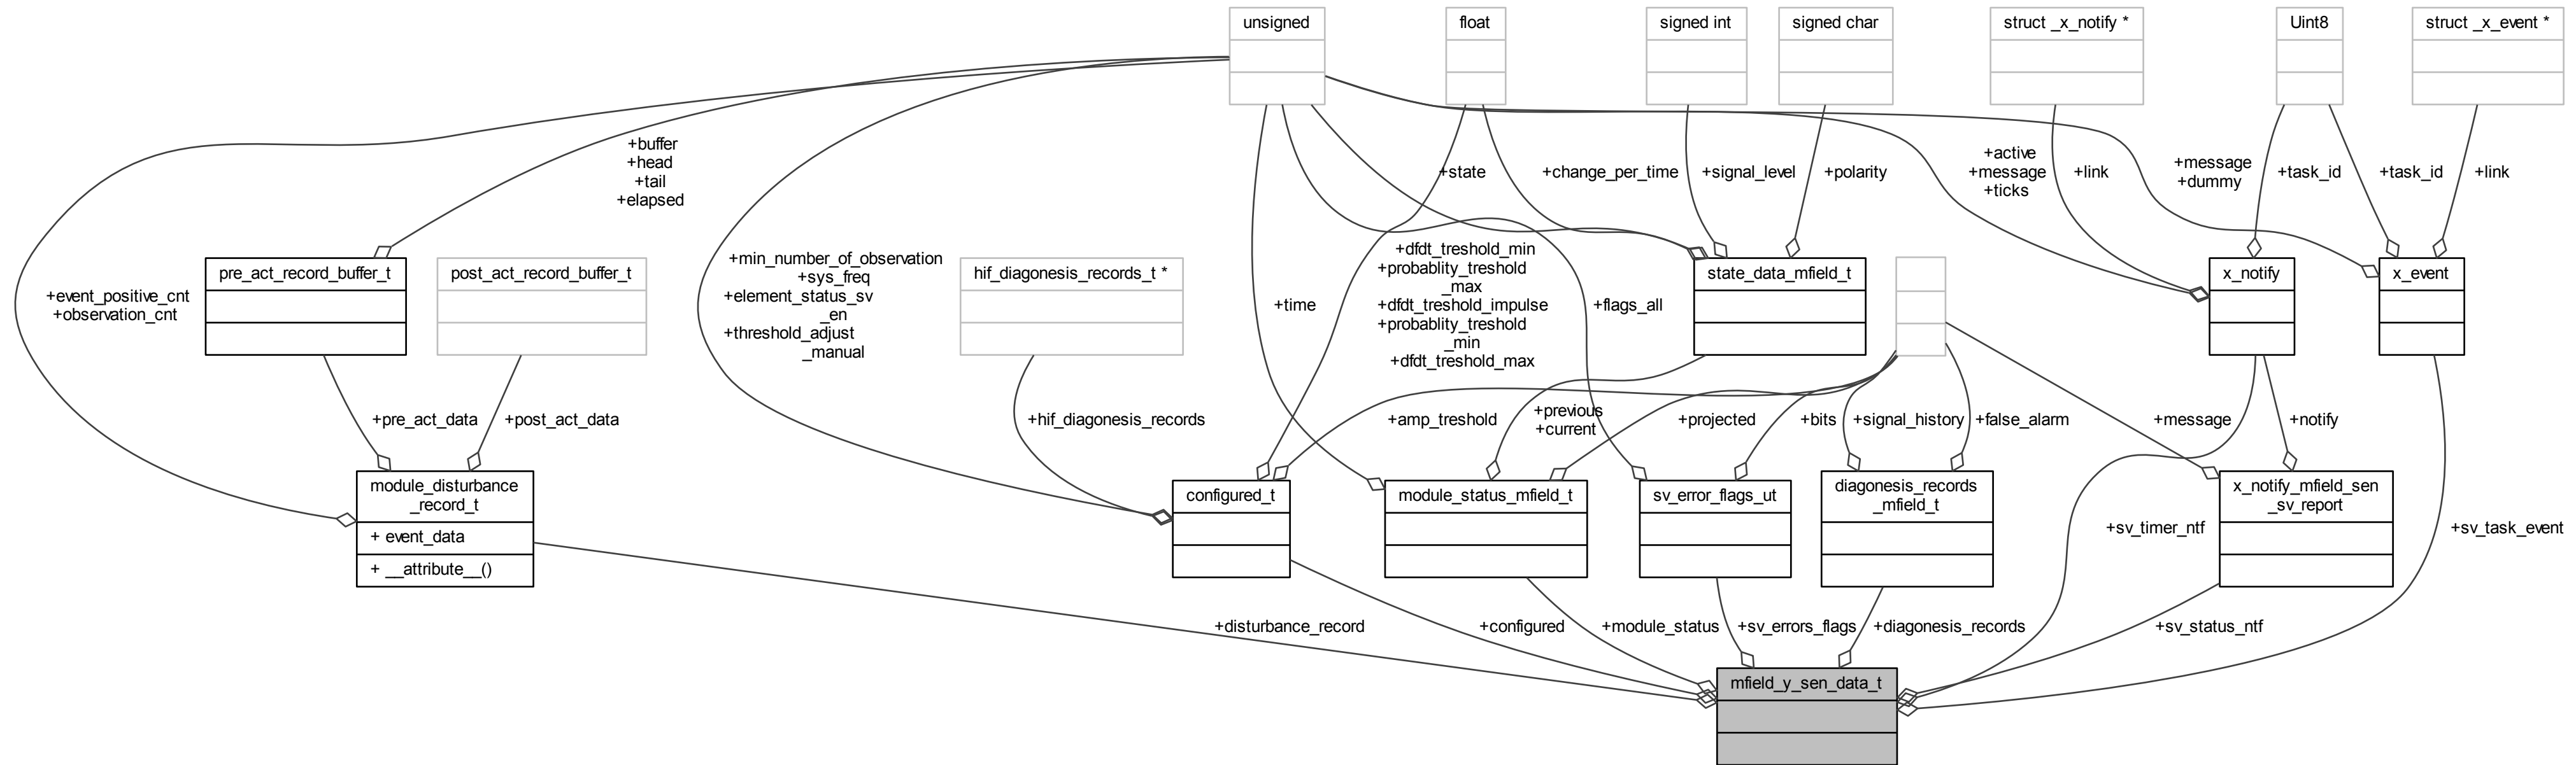 unsigned
float
signed int
signed char
struct _x_notify *
Uint8
struct _x_event *
+buffer
+head
+tail
+elapsed
+state
+change_per_time
+signal_level
+polarity
+active
+message
+ticks
+link
+message
+dummy
+task_id
+task_id
+link
+event_positive_cnt
+observation_cnt
pre_act_record_buffer_t
post_act_record_buffer_t
+min_number_of_observation
+sys_freq
+element_status_sv
_en
+threshold_adjust
_manual
hif_diagonesis_records_t *
+time
+dfdt_treshold_min
+probablity_treshold
_max
+dfdt_treshold_impulse
+probablity_treshold
_min
+dfdt_treshold_max
+flags_all
state_data_mfield_t
x_notify
x_event
+pre_act_data
+post_act_data
+hif_diagonesis_records
+amp_treshold
+previous
+current
+projected
+bits
+signal_history
+false_alarm
+message
+notify
module_disturbance
_record_t
+ event_data
+ __attribute__()
configured_t
module_status_mfield_t
sv_error_flags_ut
diagonesis_records
_mfield_t
+sv_timer_ntf
x_notify_mfield_sen
_sv_report
+sv_task_event
+disturbance_record
+configured
+module_status
+sv_errors_flags
+diagonesis_records
+sv_status_ntf
mfield_y_sen_data_t